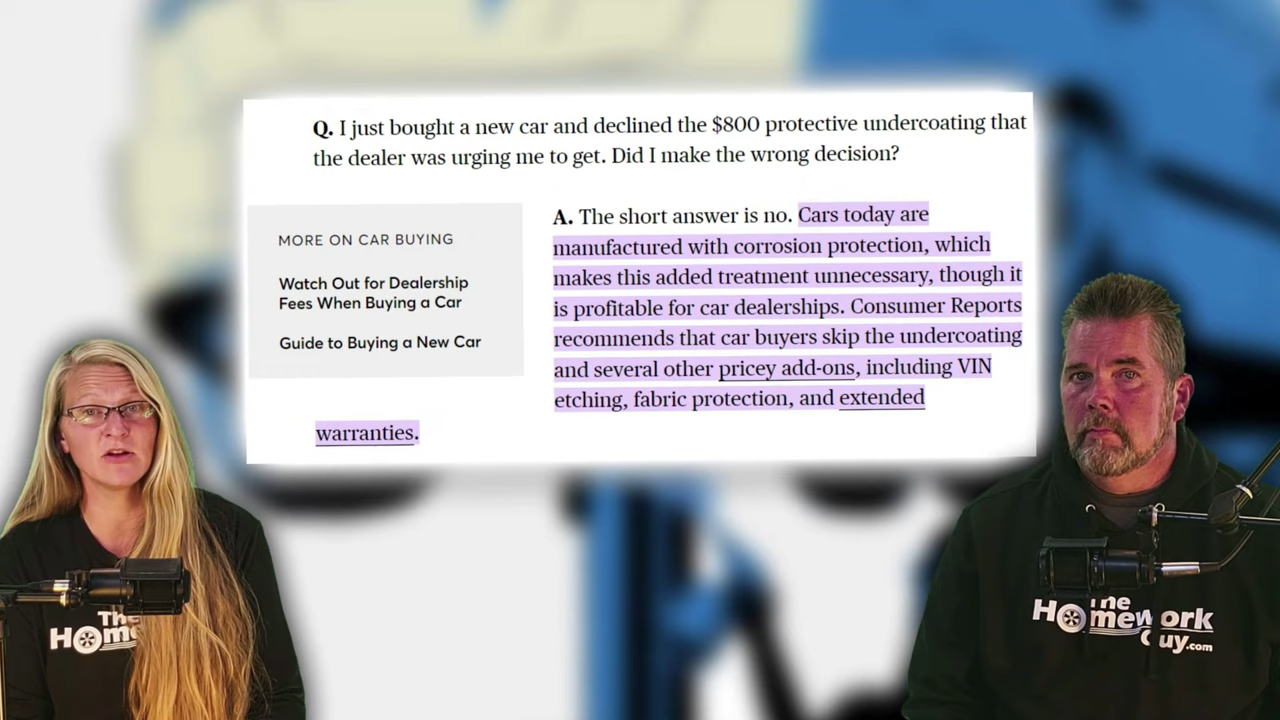 Q. I just bought a new car and declined the $800 protective undercoating that
the dealer was urging me to get. Did I make the wrong decision?
MORE ON CAR BUYING
Watch Out for Dealership
Fees When Buying a Car
Guide to Buying a New Car
A. The short answer is no. Cars today are
manufactured with corrosion protection, which
makes this added treatment unnecessary, though it
is profitable for car dealerships. Consumer Reports
recommends that car buyers skip the undercoating
and several other pricey add-ons, including VIN
etching, fabric protection, and extended
warranties.
The
Home
The
Homework
Guy.com